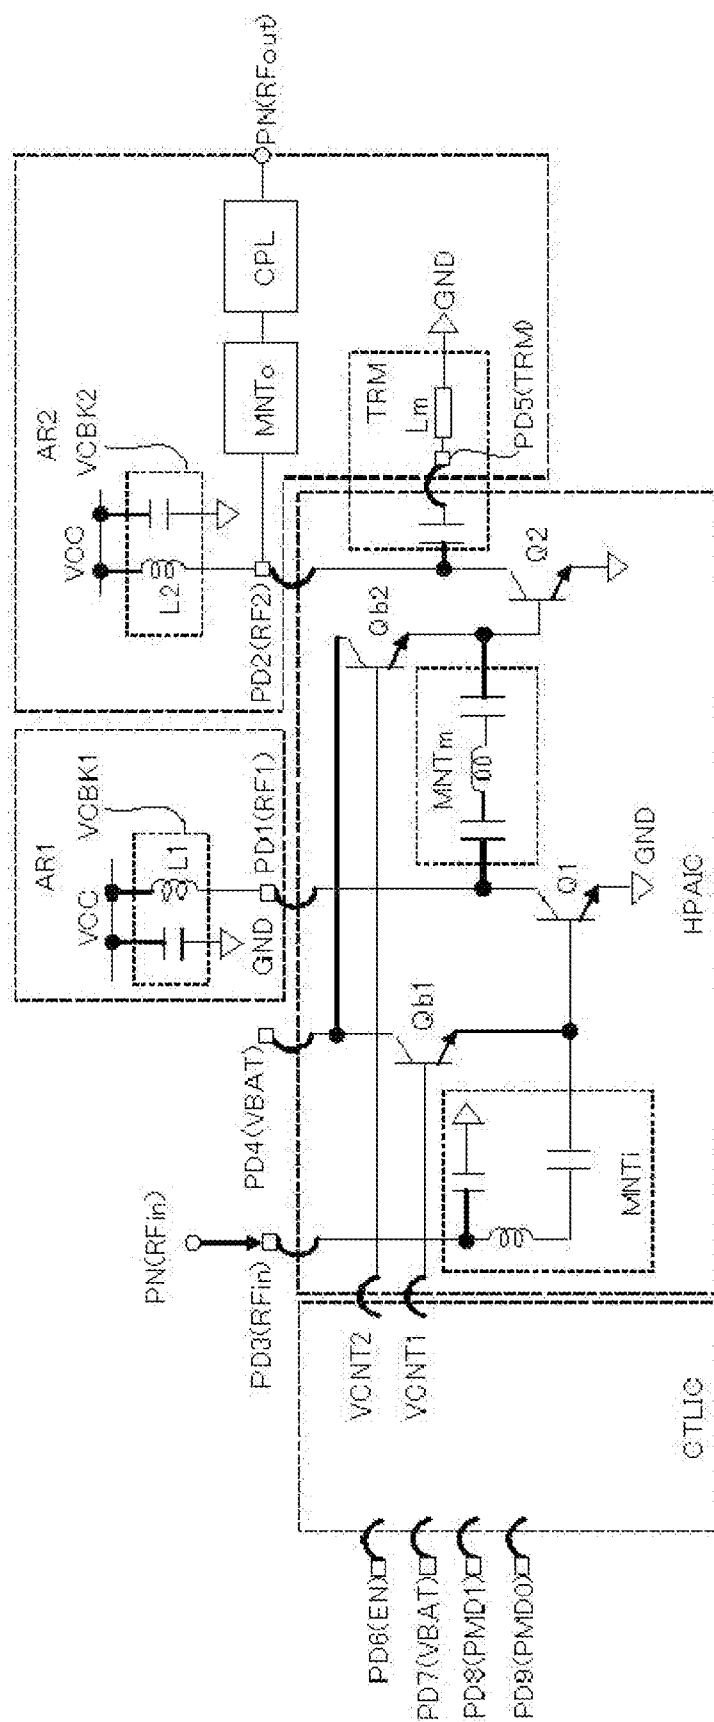 PN(RFout)
AR2
VCBK2
VCC
L2
MNTo
CPL
PD2(RF2)
TRM
Lm
GND
PD5(TRM)
Q2
Qb2
AR1
VCBK1
VCC
L1
GND
PD1(RF1)
MNTm
Q1
GND
HPAIC
PD4(VBAT)
Qb1
MNTi
PN(RFin)
PD3(RFin)
VCNT2
VCNT1
CTLIC
PD6(EN)
PD7(VBAT)
PD8(PMD1)
PD9(PMD0)